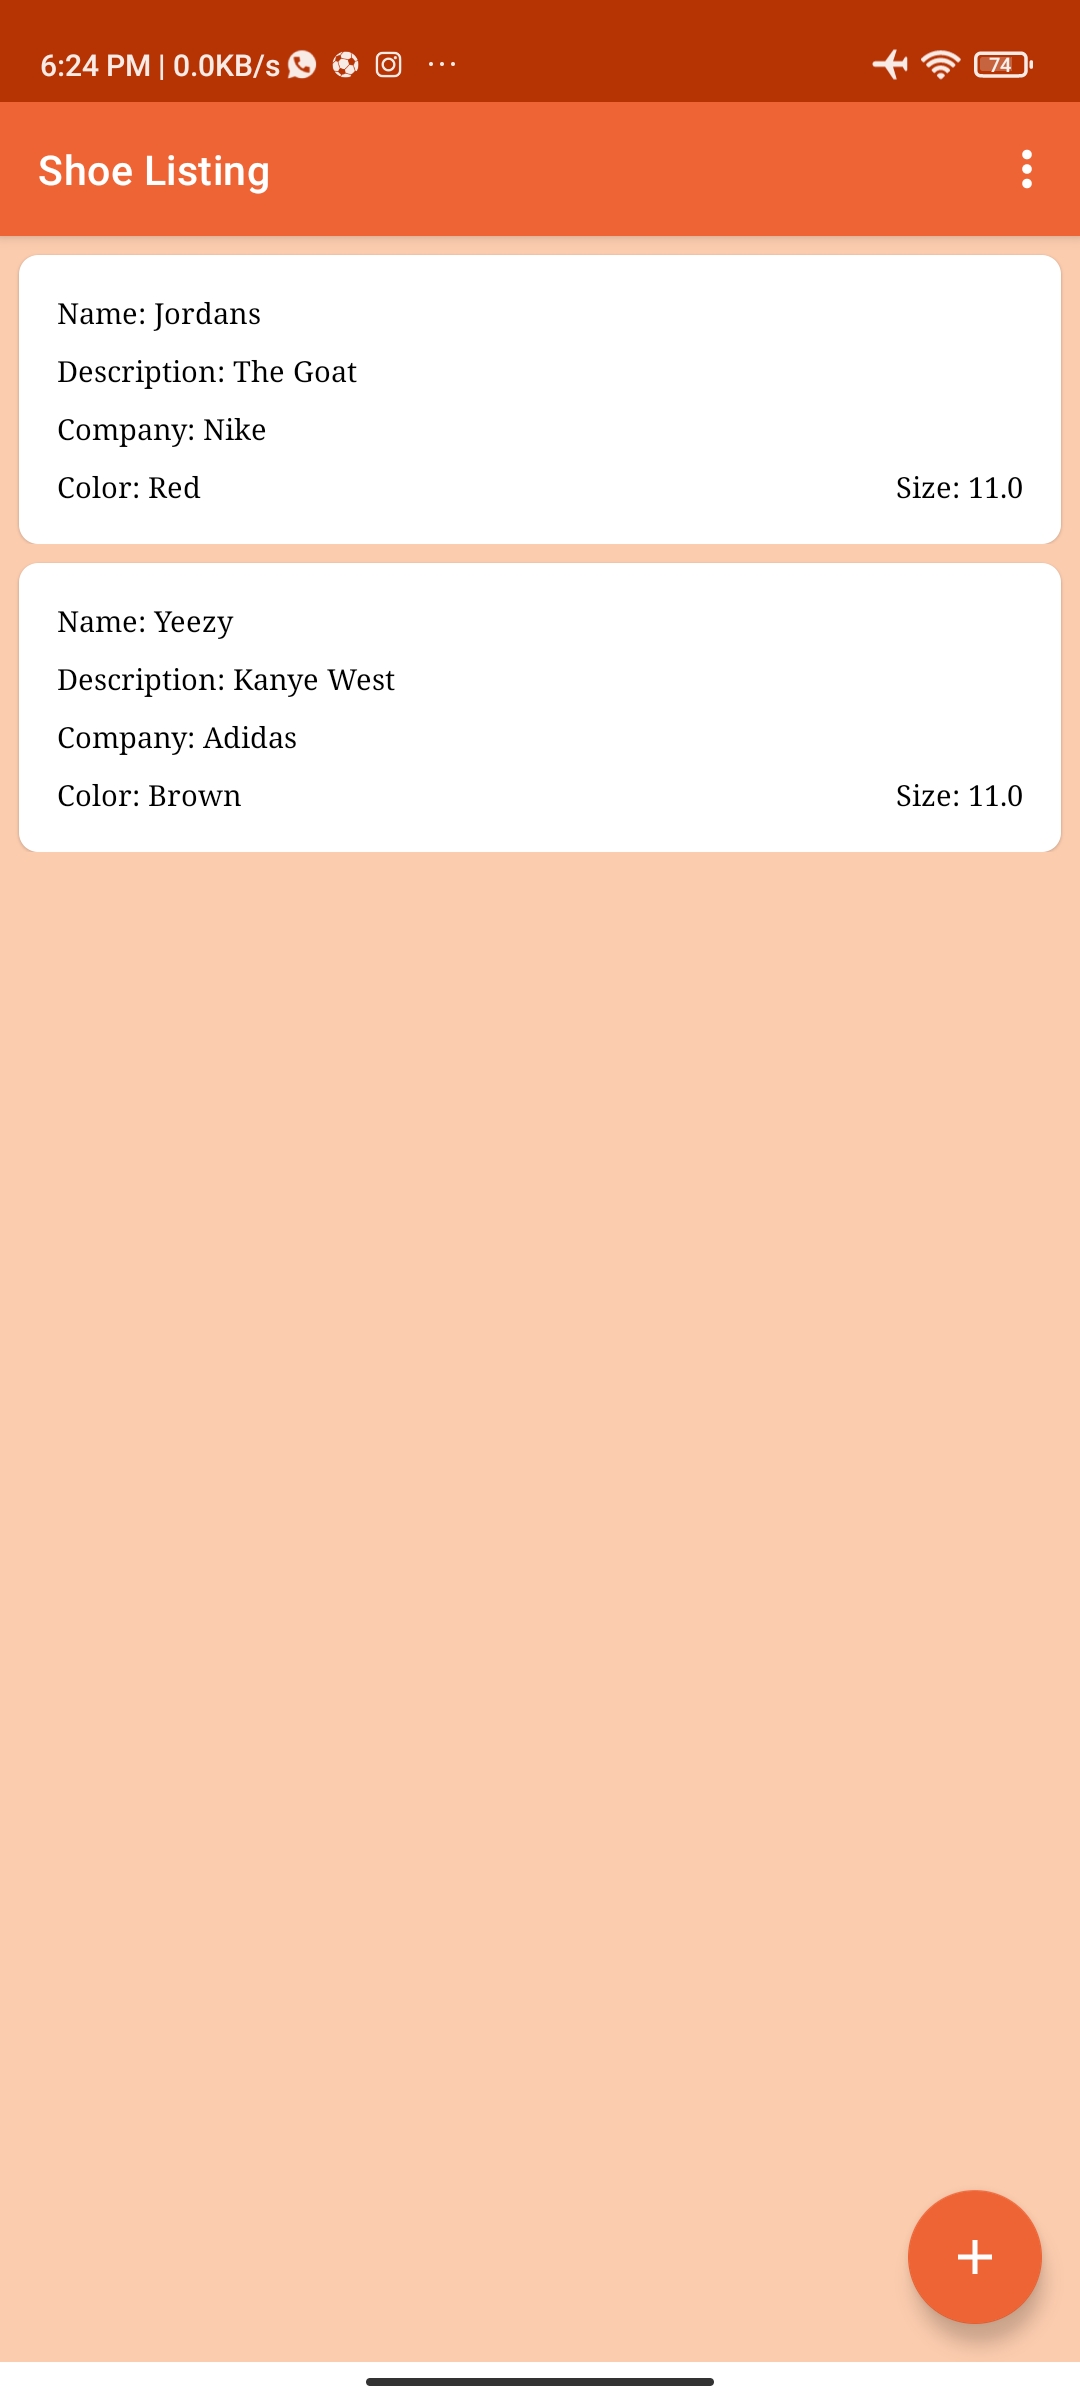 6:24 PM | 0.0KB/s ... 74
Shoe Listing
Name: Jordans
Description: The Goat
Company: Nike
Color: Red Size: 11.0
Name: Yeezy
Description: Kanye West
Company: Adidas
Color: Brown Size: 11.0